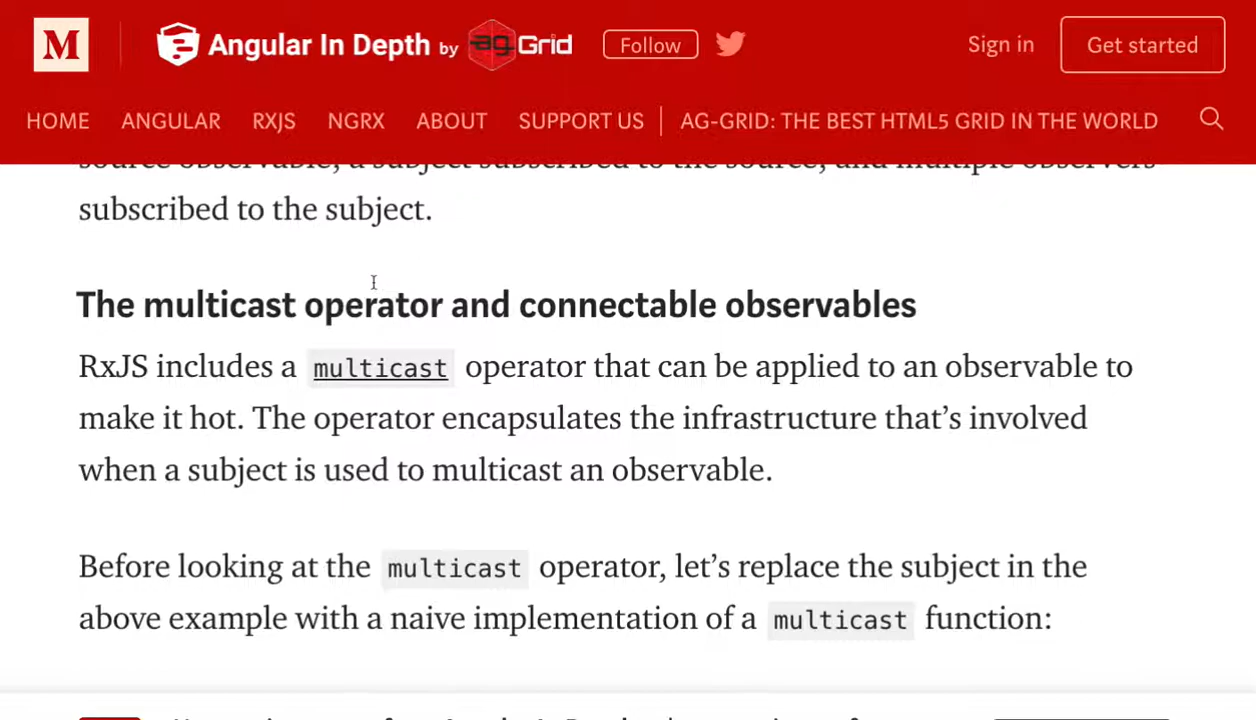 M Angular In Depth by ag-Grid Follow Sign in Get started
HOME ANGULAR RXJS NGRX ABOUT SUPPORT US AG-GRID: THE BEST HTML5 GRID IN THE WORLD
source observable, a subject subscribed to the source, and multiple observers
subscribed to the subject.
The multicast operator and connectable observables
RxJS includes a multicast operator that can be applied to an observable to
make it hot. The operator encapsulates the infrastructure that’s involved
when a subject is used to multicast an observable.
Before looking at the multicast operator, let’s replace the subject in the
above example with a naive implementation of a multicast function: